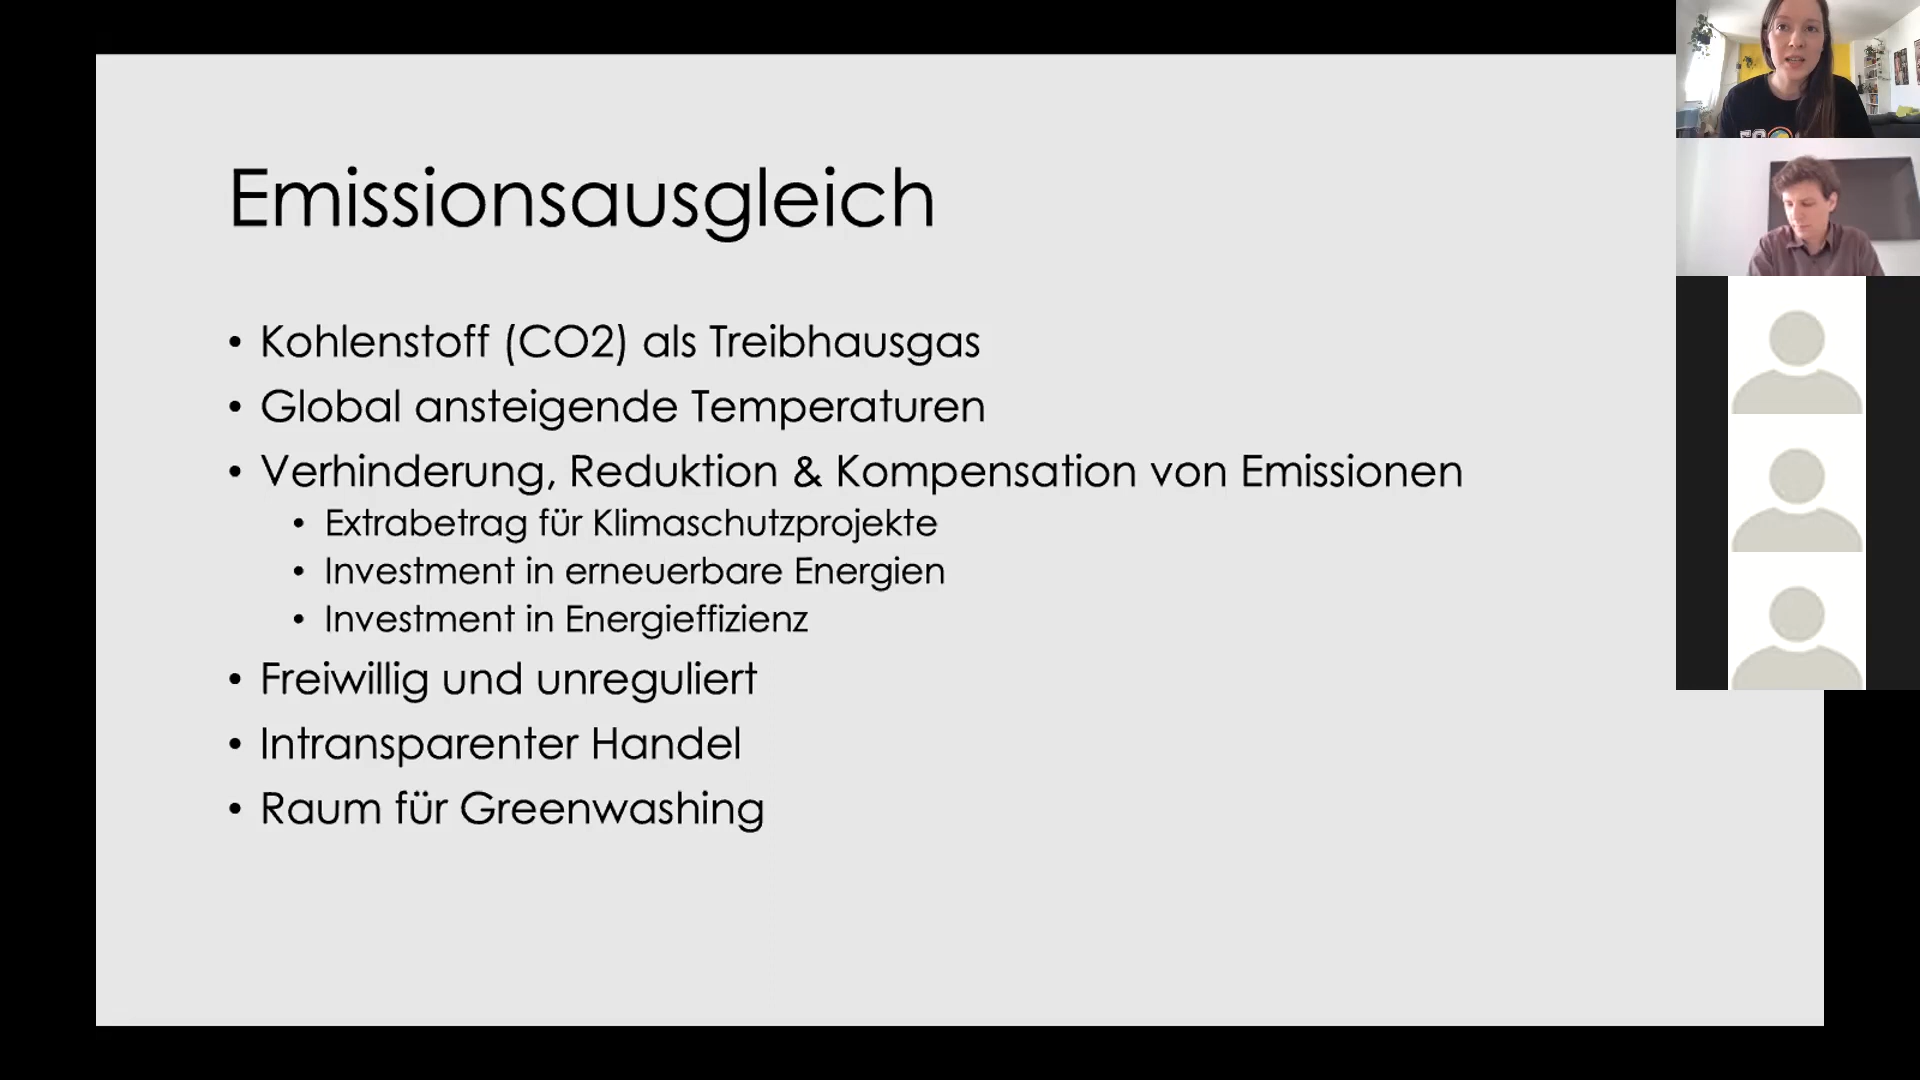 Emissionsausgleich
• Kohlenstoff (CO2) als Treibhausgas
• Global ansteigende Temperaturen
• Verhinderung, Reduktion & Kompensation von Emissionen
• Extrabetrag für Klimaschutzprojekte
• Investment in erneuerbare Energien
• Investment in Energieffizienz
• Freiwillig und unreguliert
• Intransparenter Handel
• Raum für Greenwashing